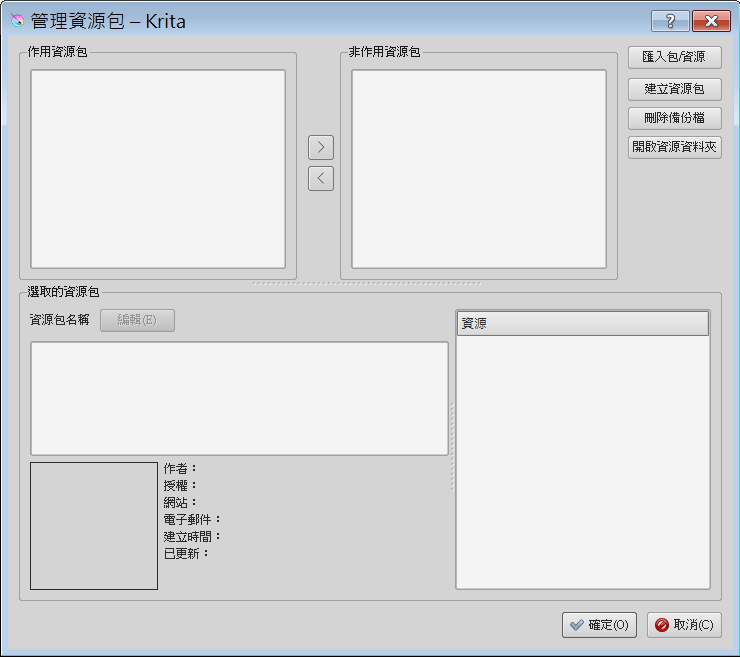 管理資源包 – Krita
作用資源包
非作用資源包
匯入包/資源
建立資源包
刪除備份檔
開啟資源資料夾
>
<
選取的資源包
資源包名稱
編輯(E)
資源
作者：
授權：
網站：
電子郵件：
建立時間：
已更新：
確定(O)
取消(C)